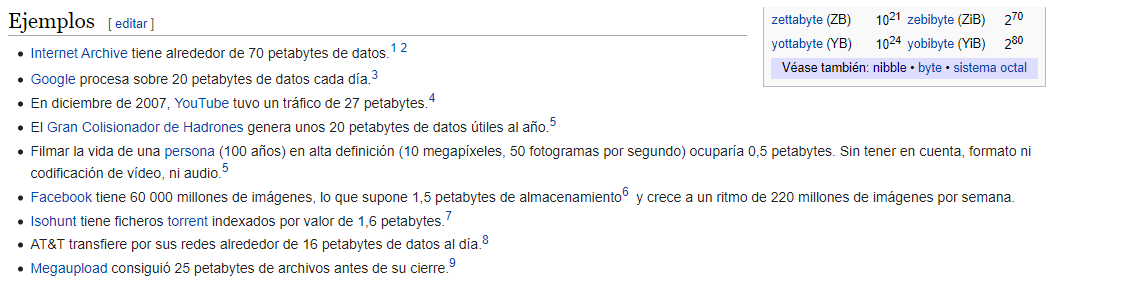 Ejemplos [ editar ]
Internet Archive tiene alrededor de 70 petabytes de datos.1 2
Google procesa sobre 20 petabytes de datos cada día.3
En diciembre de 2007, YouTube tuvo un tráfico de 27 petabytes.4
El Gran Colisionador de Hadrones genera unos 20 petabytes de datos útiles al año.5
Filmar la vida de una persona (100 años) en alta definición (10 megapíxeles, 50 fotogramas por segundo) ocuparía 0,5 petabytes. Sin tener en cuenta, formato ni
codificación de vídeo, ni audio.5
Facebook tiene 60 000 millones de imágenes, lo que supone 1,5 petabytes de almacenamiento6 y crece a un ritmo de 220 millones de imágenes por semana.
Isohunt tiene ficheros torrent indexados por valor de 1,6 petabytes.7
AT&T transfiere por sus redes alrededor de 16 petabytes de datos al día.8
Megaupload consiguió 25 petabytes de archivos antes de su cierre.9
zettabyte (ZB) 10^21 zebibyte (ZiB) 2^70
yottabyte (YB) 10^24 yobibyte (YiB) 2^80
Véase también: nibble • byte • sistema octal